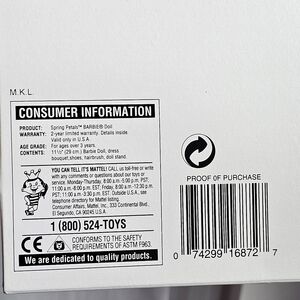 M.K.L.
CONSUMER INFORMATION
PRODUCT: Spring Petals™ BARBIE® Doll
WARRANTY: 2-year limited warranty. Details inside
Valid only in U.S.A.
AGE GRADE: For ages over 3 years.
CONTENTS: 11½" (29 cm.) Barbie Doll, dress
bouquet, shoes, hairbrush, doll stand.
YOU CAN TELL IT'S MATTEL! CALL us toll-free or write
with any comments or questions about our toys or
service. Monday-Thursday: 8:00 a.m.-5:00 p.m. PST;
11:00 a.m.-8:00 p.m. EST. Friday: 8:00 a.m.-12:30 p.m.
PST; 11:00 a.m.-3:30 p.m. EST. Outside U.S.A., see
telephone directory for Mattel listing.
Consumer Affairs, Mattel, Inc., 333 Continental Blvd.
El Segundo, CA 90245 U.S.A.
1 (800) 524-TOYS
CE CONFORMS TO THE SAFETY
REQUIREMENTS OF ASTM F963.
We are dedicated to quality products.
PROOF OF PURCHASE
0 74299 16872 7